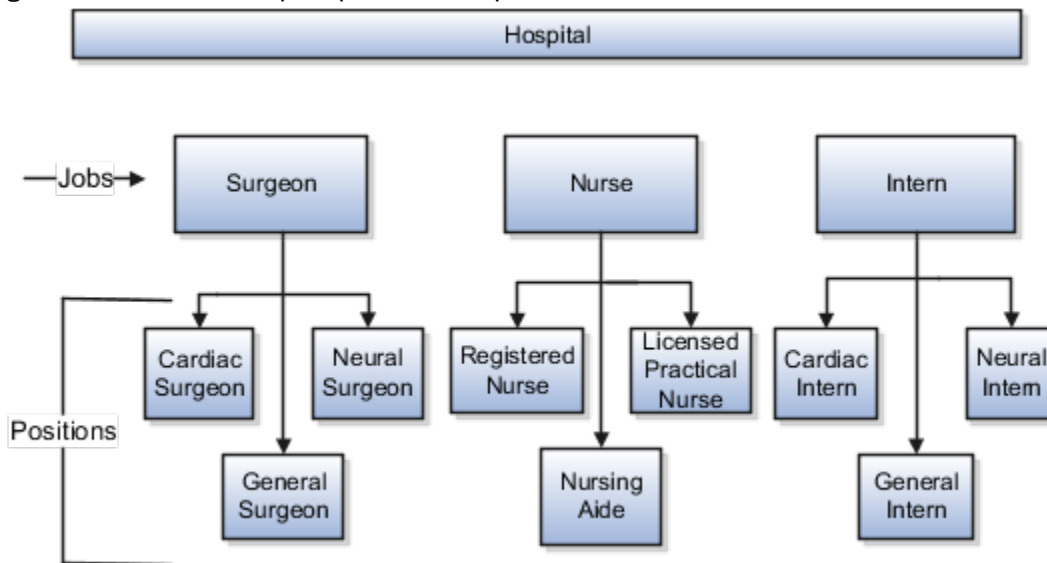 Hospital
Jobs
Surgeon
Nurse
Intern
Positions
Cardiac
Surgeon
Neural
Surgeon
General
Surgeon
Registered
Nurse
Licensed
Practical
Nurse
Nursing
Aide
Cardiac
Intern
Neural
Intern
General
Intern